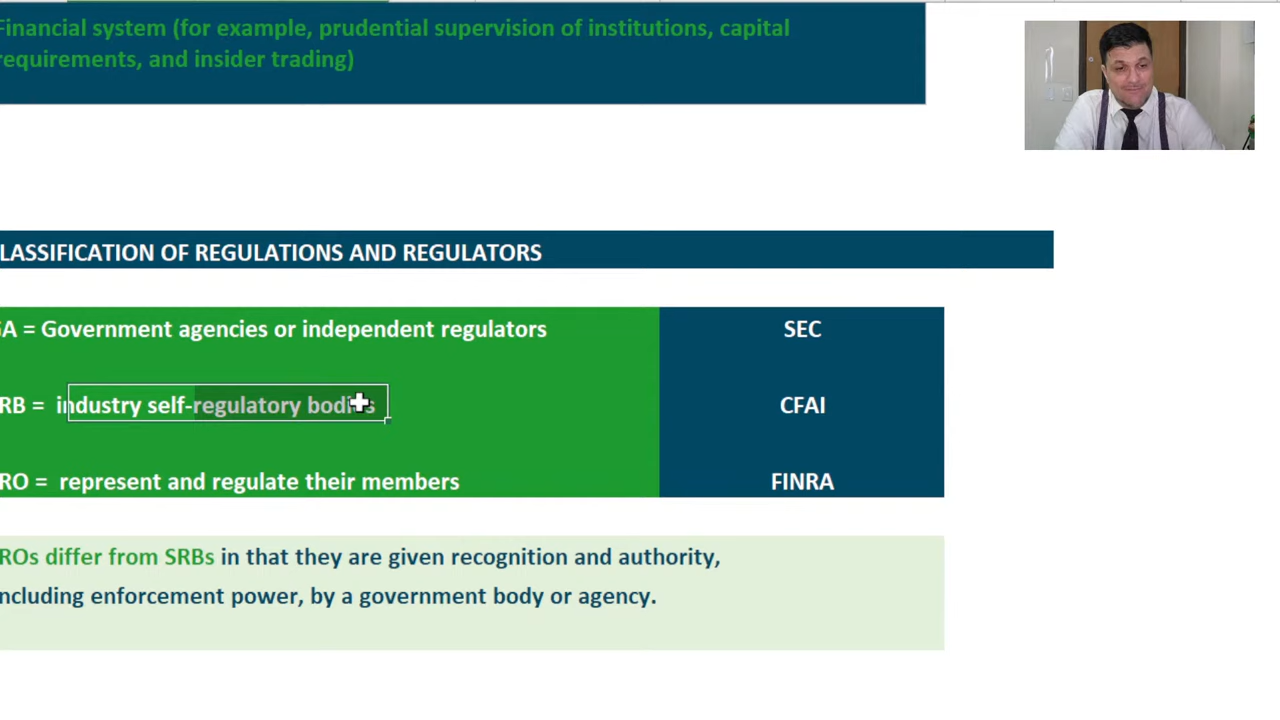 Financial system (for example, prudential supervision of institutions, capital
requirements, and insider trading)
LASSIFICATION OF REGULATIONS AND REGULATORS
GA = Government agencies or independent regulators SEC
RB = industry self-regulatory bodies CFAI
RO = represent and regulate their members FINRA
ROs differ from SRBs in that they are given recognition and authority,
ncluding enforcement power, by a government body or agency.